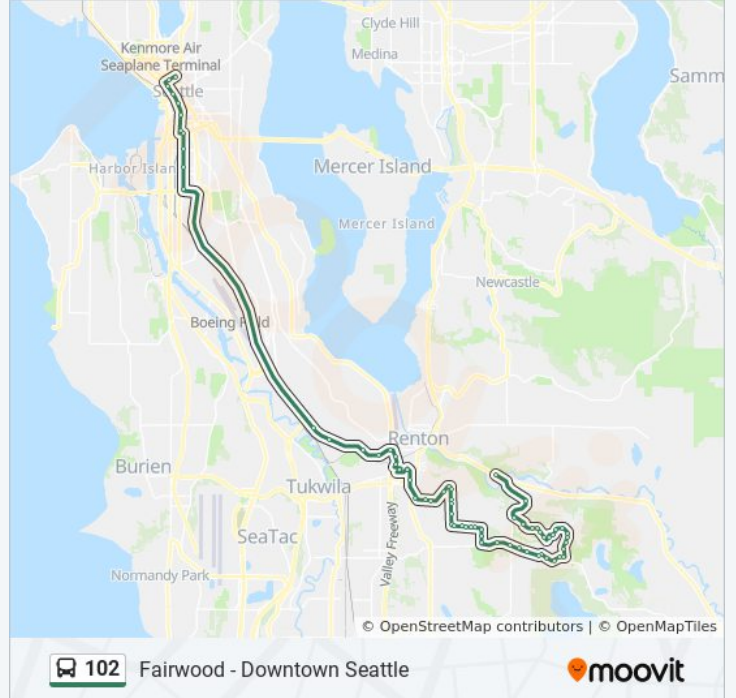 Clyde Hill
Kenmore Air
Seaplane Terminal
Medina
Samm
Seattle
Harbor Islan
Mercer Island
Mercer Island
Newcastle
Boeing Field
Renton
Burien
Tukwila
SeaTac
Valley Freeway
Normandy Park
© OpenStreetMap contributors | © OpenMapTiles
102 Fairwood - Downtown Seattle
moovit